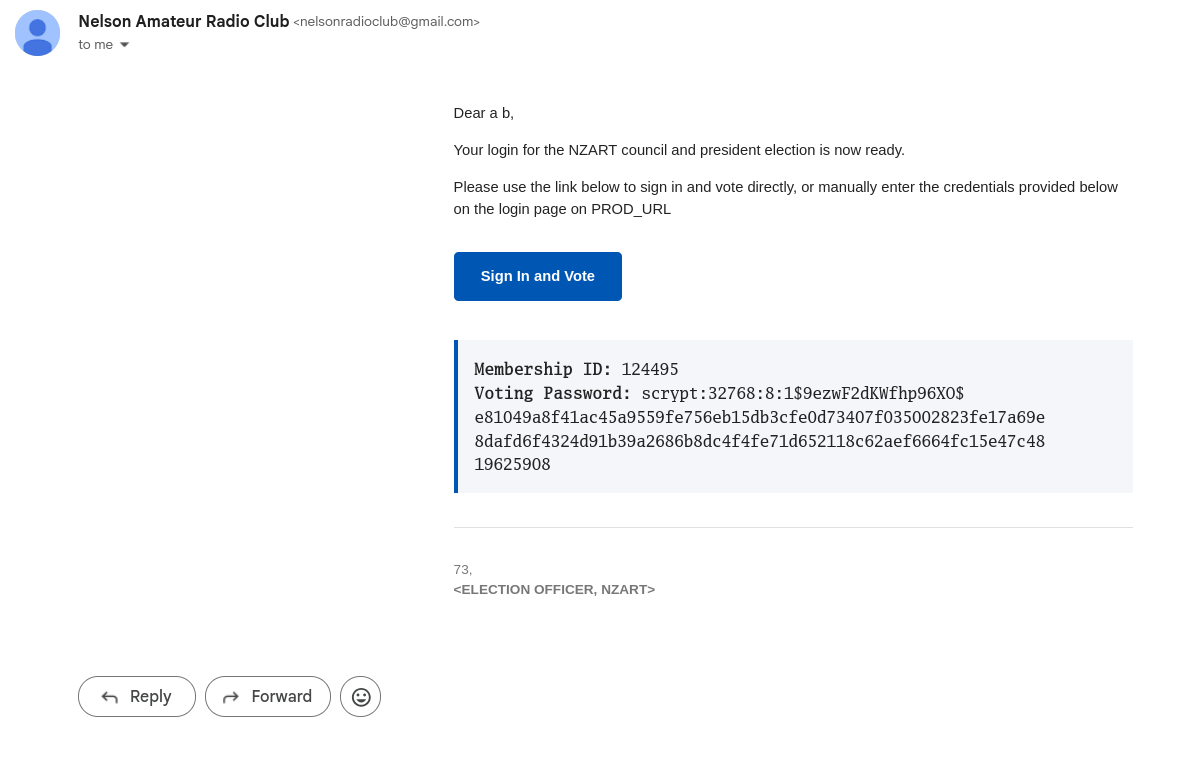 Nelson Amateur Radio Club <nelsonradioclub@gmail.com>
to me
Dear a b,
Your login for the NZART council and president election is now ready.
Please use the link below to sign in and vote directly, or manually enter the credentials provided below
on the login page on PROD_URL
Sign In and Vote
Membership ID: 124495
Voting Password: scrypt:32768:8:1$9ezwF2dKWfhp96XO$
e81049a8f41ac45a9559fe756eb15db3cfe0d73407f035002823fe17a69e
8dafd6f4324d91b39a2686b8dc4f4fe71d652118c62aef6664fc15e47c48
19625908
73,
<ELECTION OFFICER, NZART>
Reply
Forward